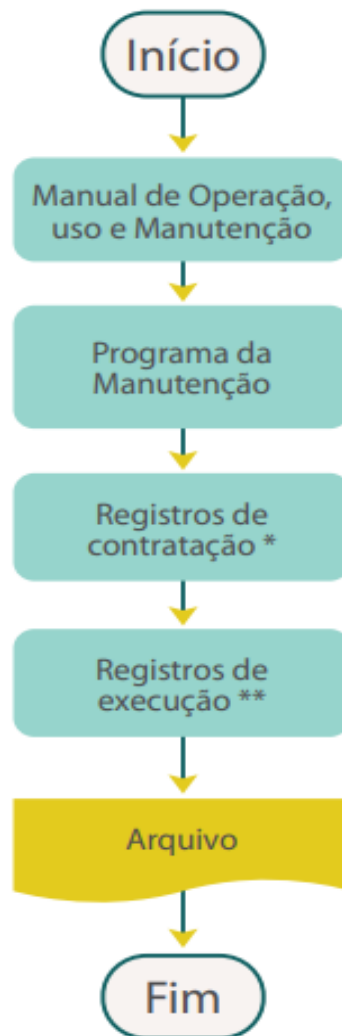 Início
Manual de Operação,
uso e Manutenção
Programa da
Manutenção
Registros de
contratação *
Registros de
execução **
Arquivo
Fim